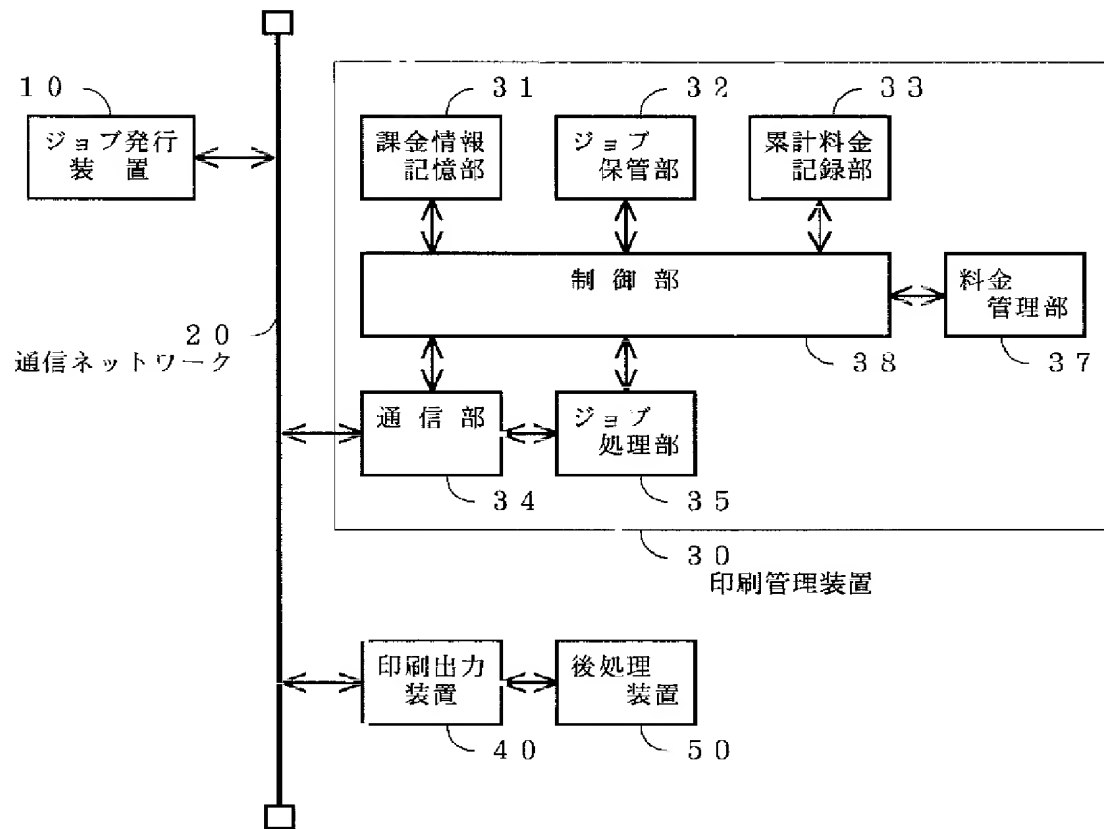 １０
ジョブ発行
装置
３１
課金情報
記憶部
３２
ジョブ
保管部
３３
累計料金
記録部
制御部
３８
料金
管理部
３７
２０
通信ネットワーク
通信部
３４
ジョブ
処理部
３５
３０
印刷管理装置
印刷出力
装置
４０
後処理
装置
５０